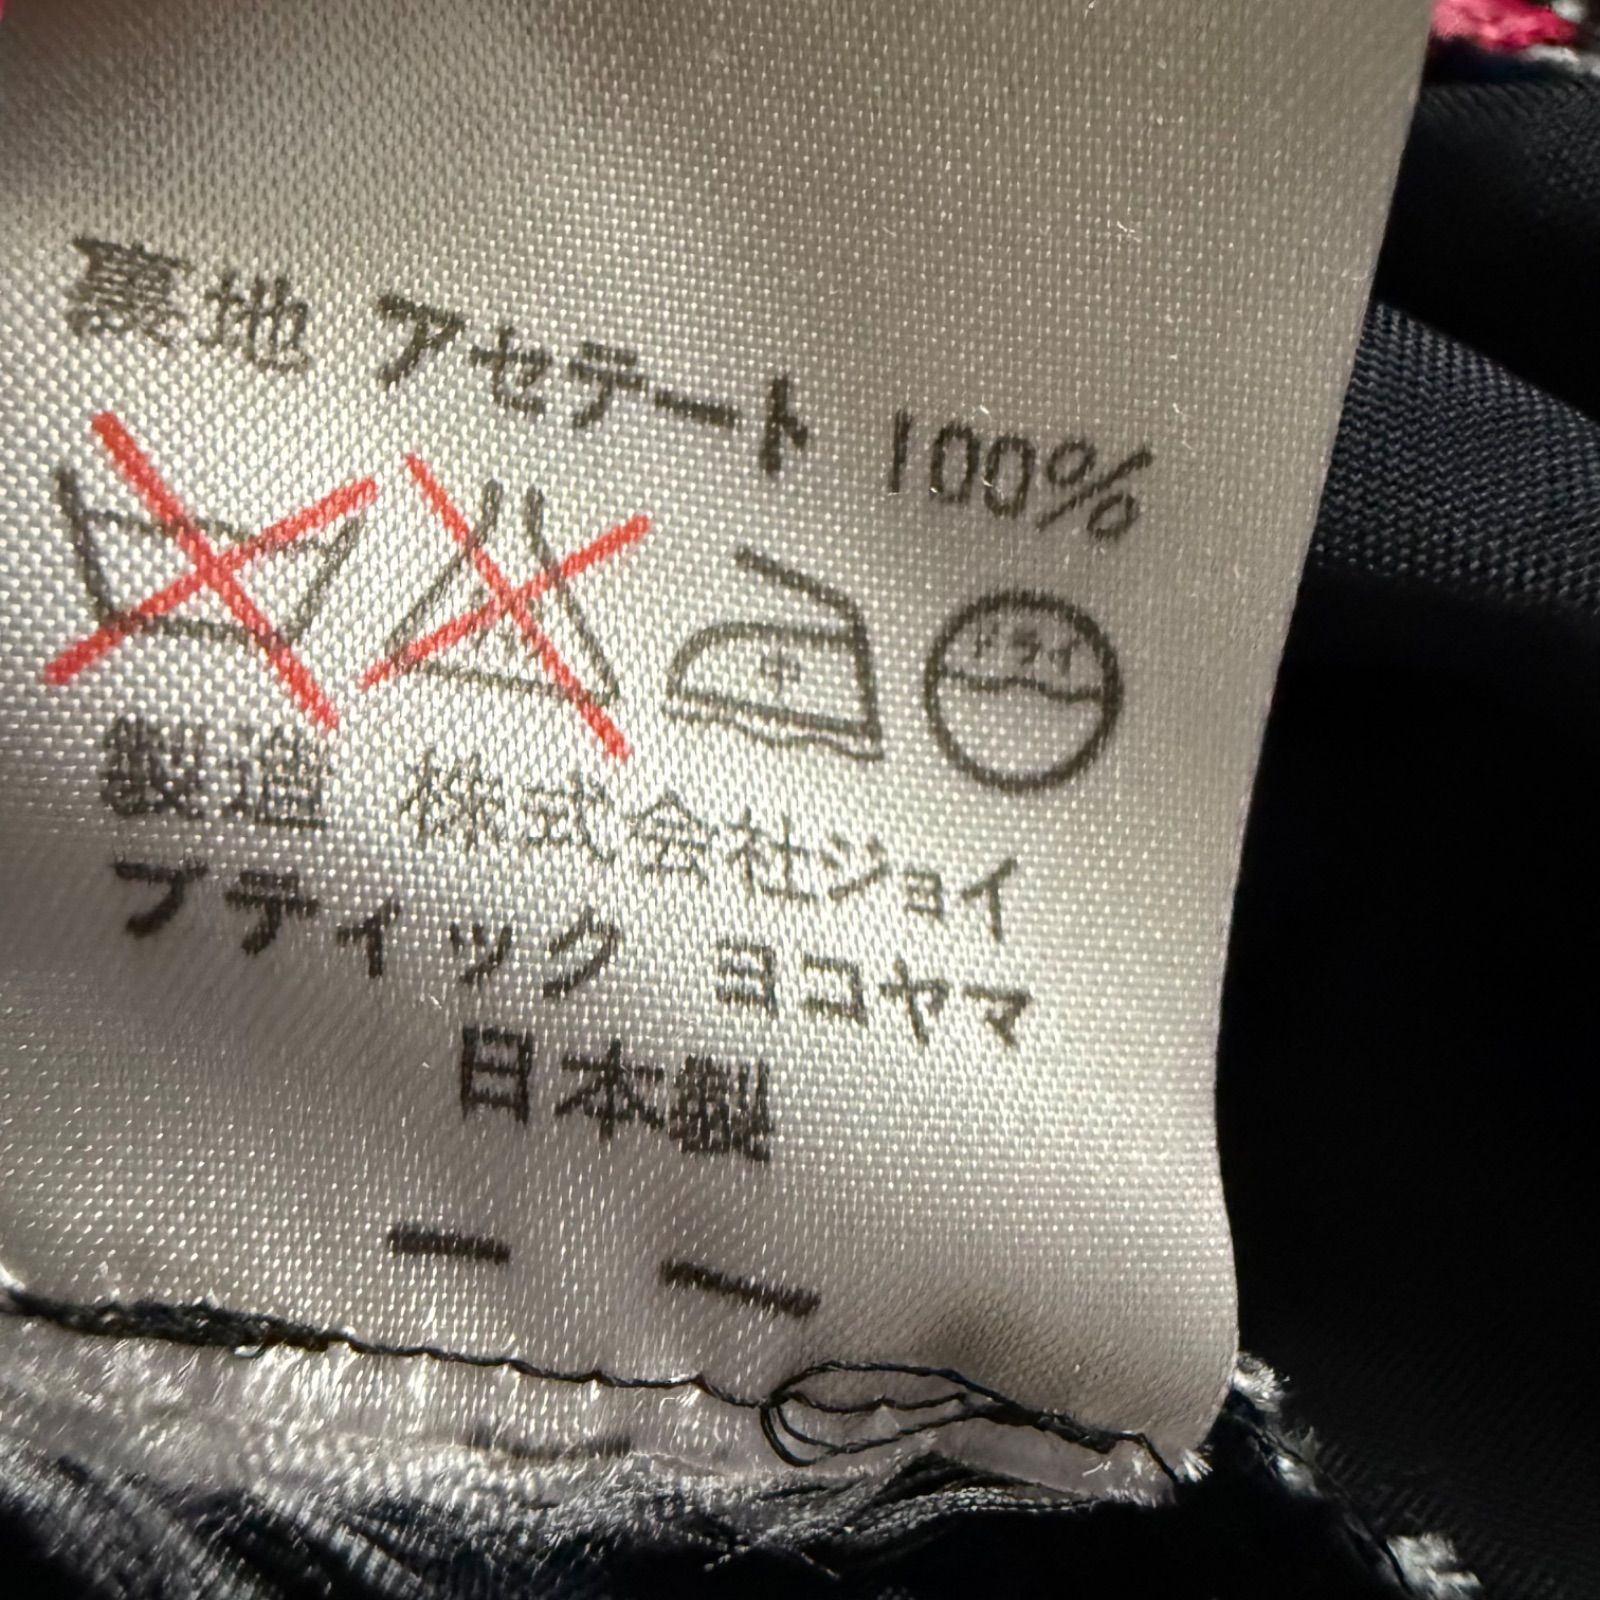 裏地 アセテート 100%
中 ドライ
製造 株式会社ジョイ
ブティック ヨコヤマ
日本製